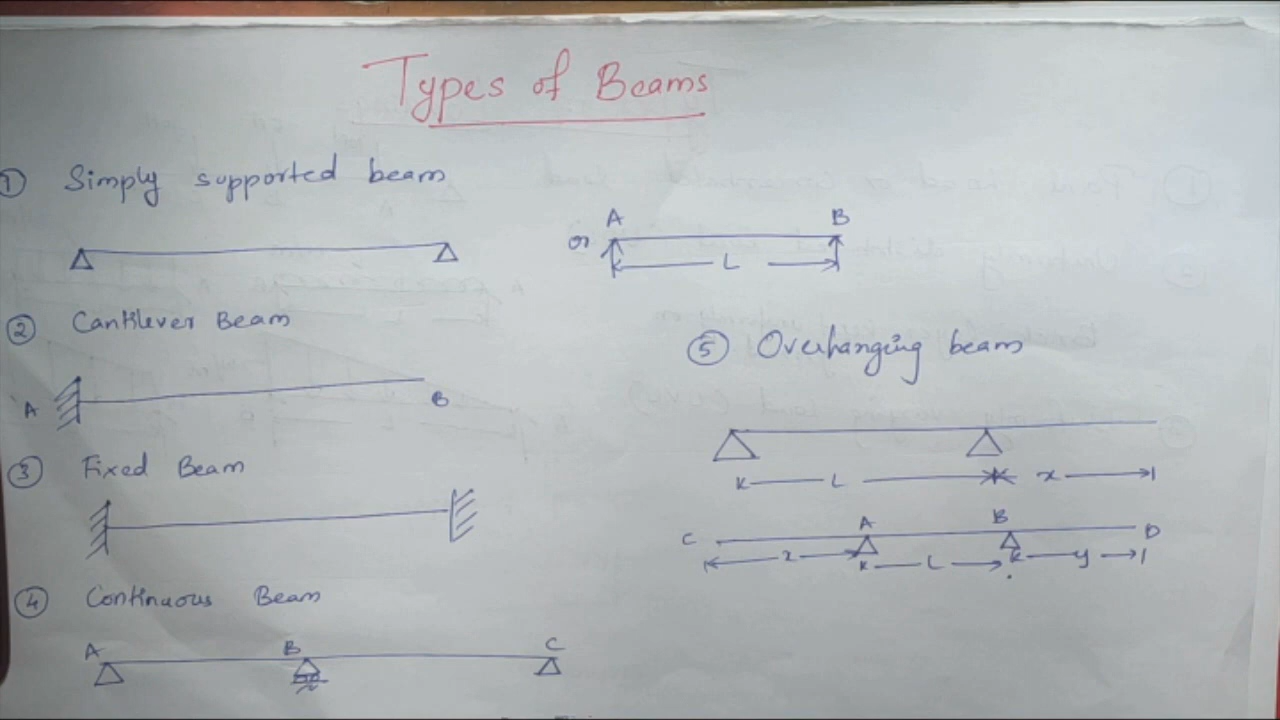 Types of Beams
① Simply supported beam
or A B
L
② Cantilever Beam
A B
③ Fixed Beam
④ Continuous Beam
A B C
⑤ Overhanging beam
L x
C A B D
x L y